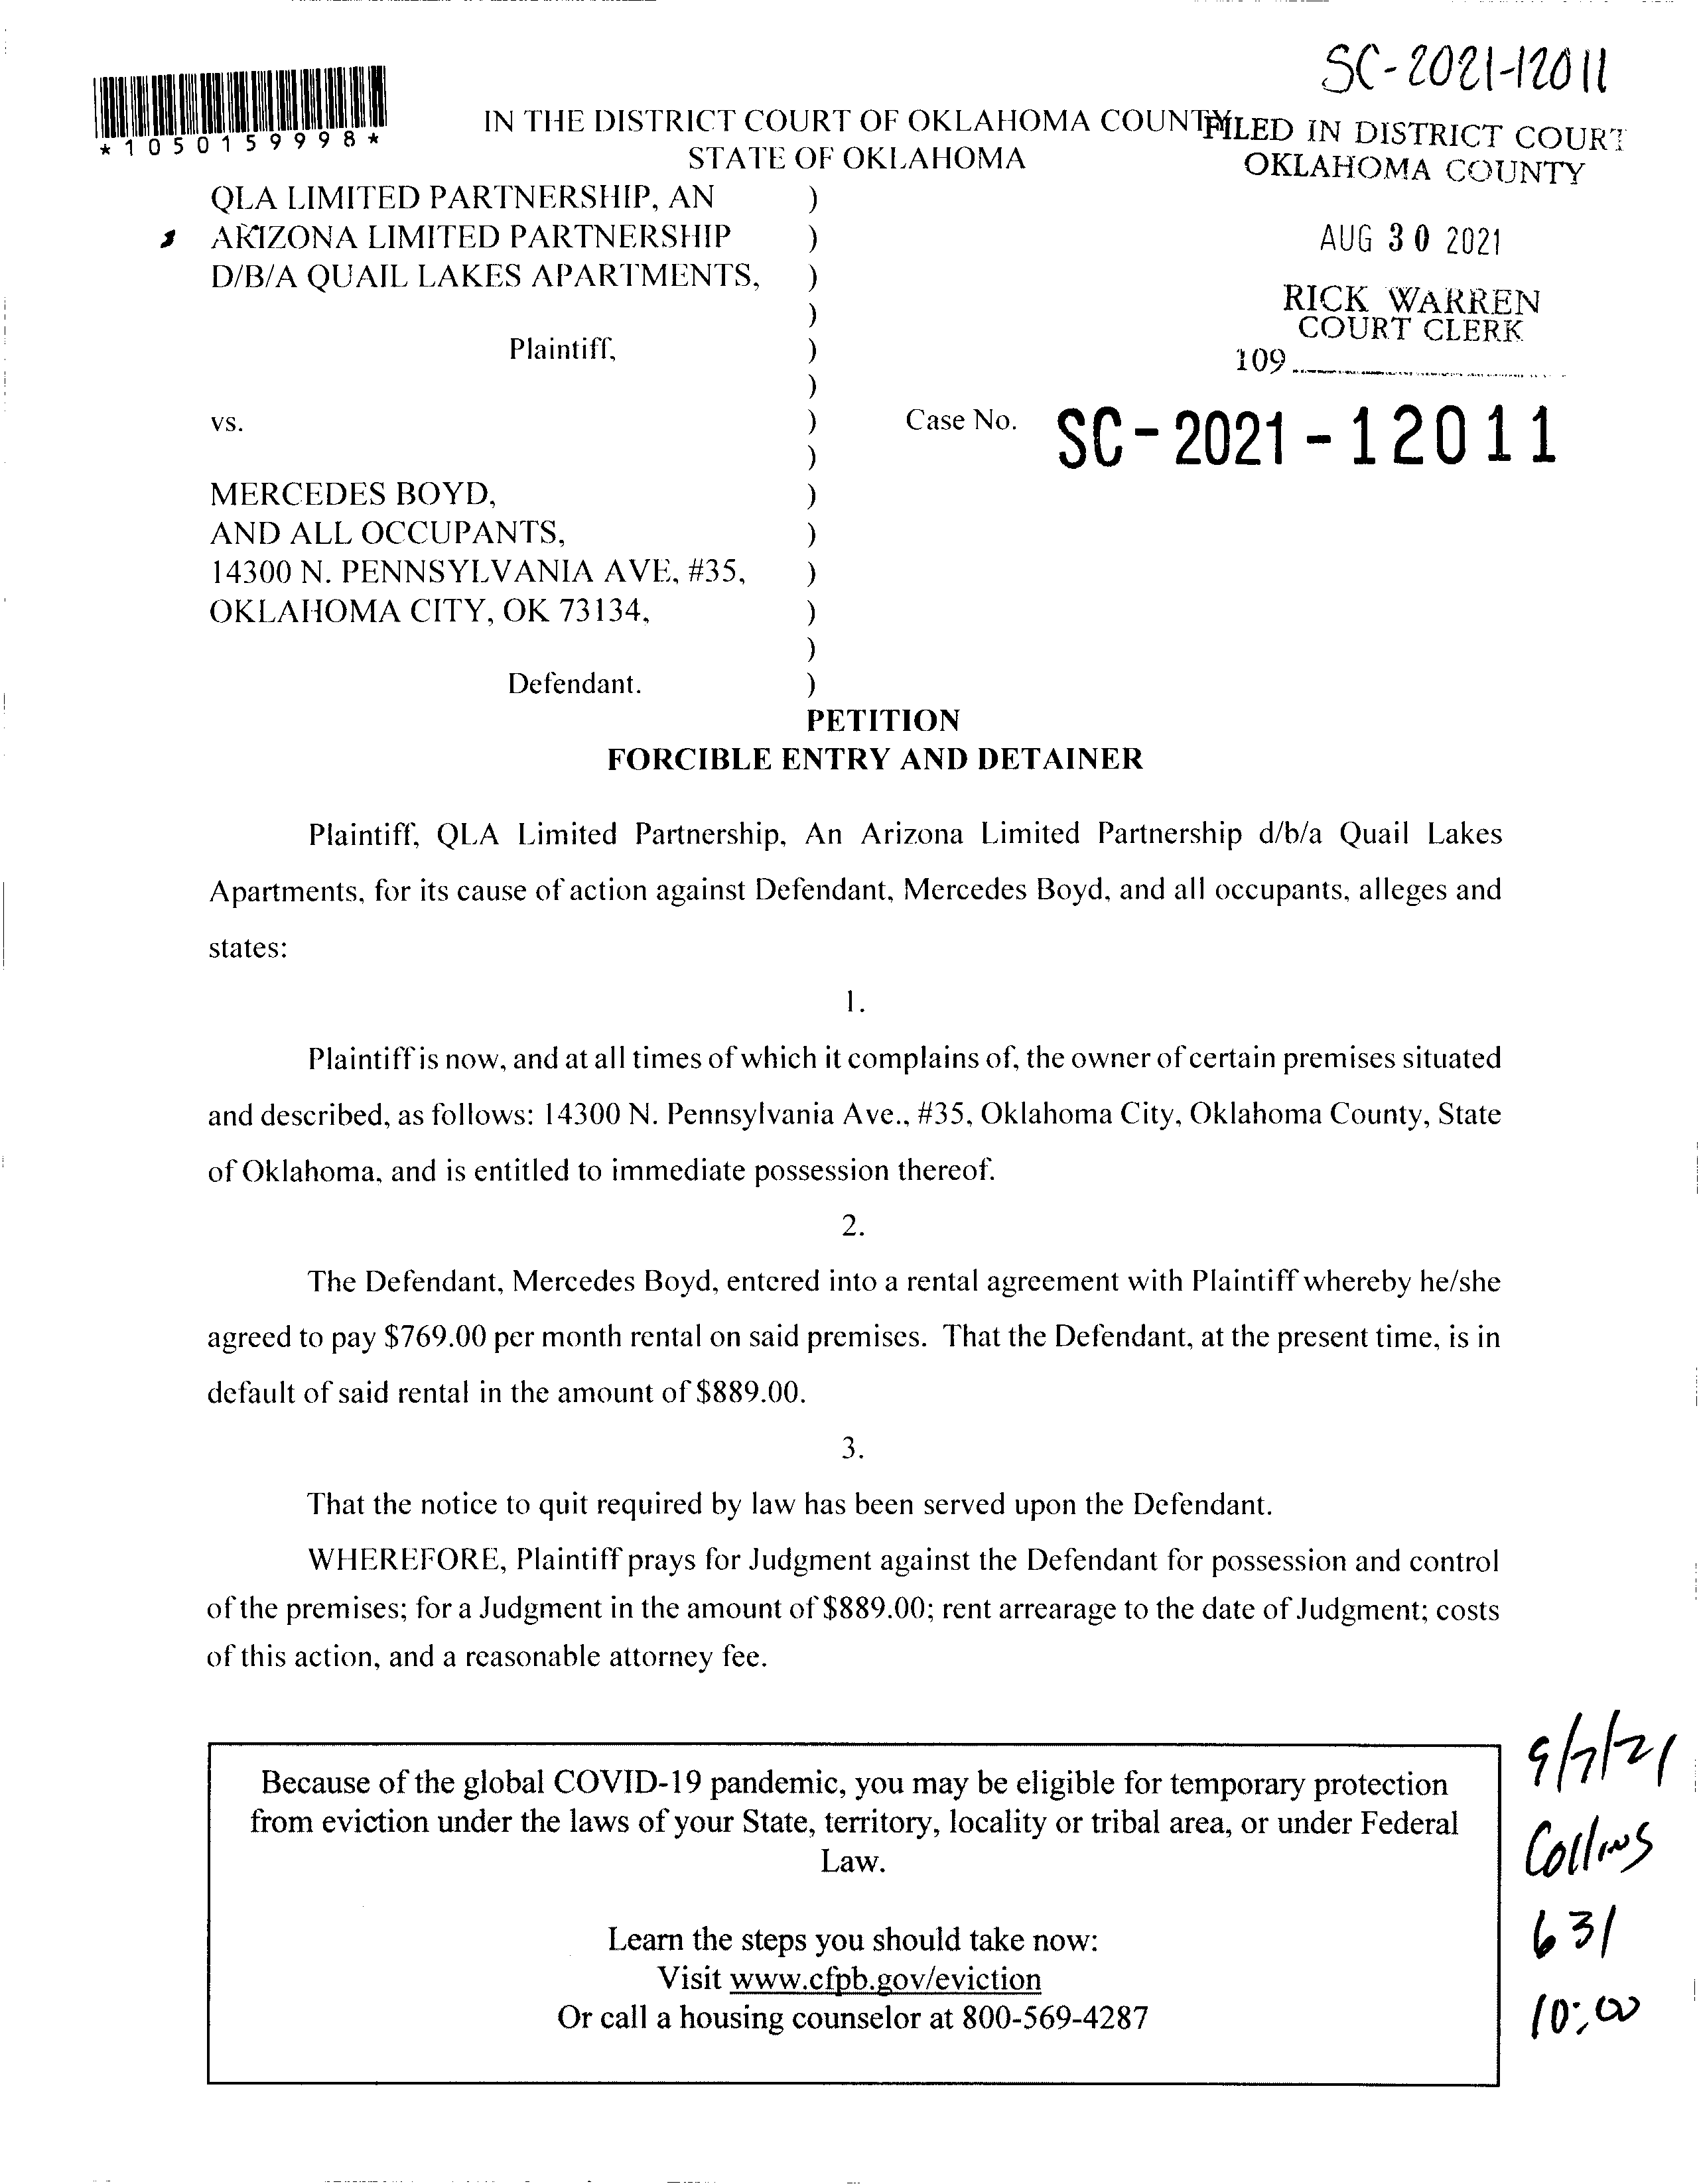 SC-2021-12011
*1050159998*
IN THE DISTRICT COURT OF OKLAHOMA COUNTY
STATE OF OKLAHOMA
FILED IN DISTRICT COURT
OKLAHOMA COUNTY
AUG 30 2021
RICK WARREN
COURT CLERK
109
QLA LIMITED PARTNERSHIP, AN )
ARIZONA LIMITED PARTNERSHIP )
D/B/A QUAIL LAKES APARTMENTS, )
)
Plaintiff, )
)
vs. ) Case No. SC-2021-12011
)
MERCEDES BOYD, )
AND ALL OCCUPANTS, )
14300 N. PENNSYLVANIA AVE, #35, )
OKLAHOMA CITY, OK 73134, )
)
Defendant. )
PETITION
FORCIBLE ENTRY AND DETAINER
Plaintiff, QLA Limited Partnership, An Arizona Limited Partnership d/b/a Quail Lakes
Apartments, for its cause of action against Defendant, Mercedes Boyd, and all occupants, alleges and
states:
1.
Plaintiff is now, and at all times of which it complains of, the owner of certain premises situated
and described, as follows: 14300 N. Pennsylvania Ave., #35, Oklahoma City, Oklahoma County, State
of Oklahoma, and is entitled to immediate possession thereof.
2.
The Defendant, Mercedes Boyd, entered into a rental agreement with Plaintiff whereby he/she
agreed to pay $769.00 per month rental on said premises. That the Defendant, at the present time, is in
default of said rental in the amount of $889.00.
3.
That the notice to quit required by law has been served upon the Defendant.
WHEREFORE, Plaintiff prays for Judgment against the Defendant for possession and control
of the premises; for a Judgment in the amount of $889.00; rent arrearage to the date of Judgment; costs
of this action, and a reasonable attorney fee.
Because of the global COVID-19 pandemic, you may be eligible for temporary protection
from eviction under the laws of your State, territory, locality or tribal area, or under Federal
Law.
Learn the steps you should take now:
Visit www.cfpb.gov/eviction
Or call a housing counselor at 800-569-4287
9/7/21
Collins
631
10:00